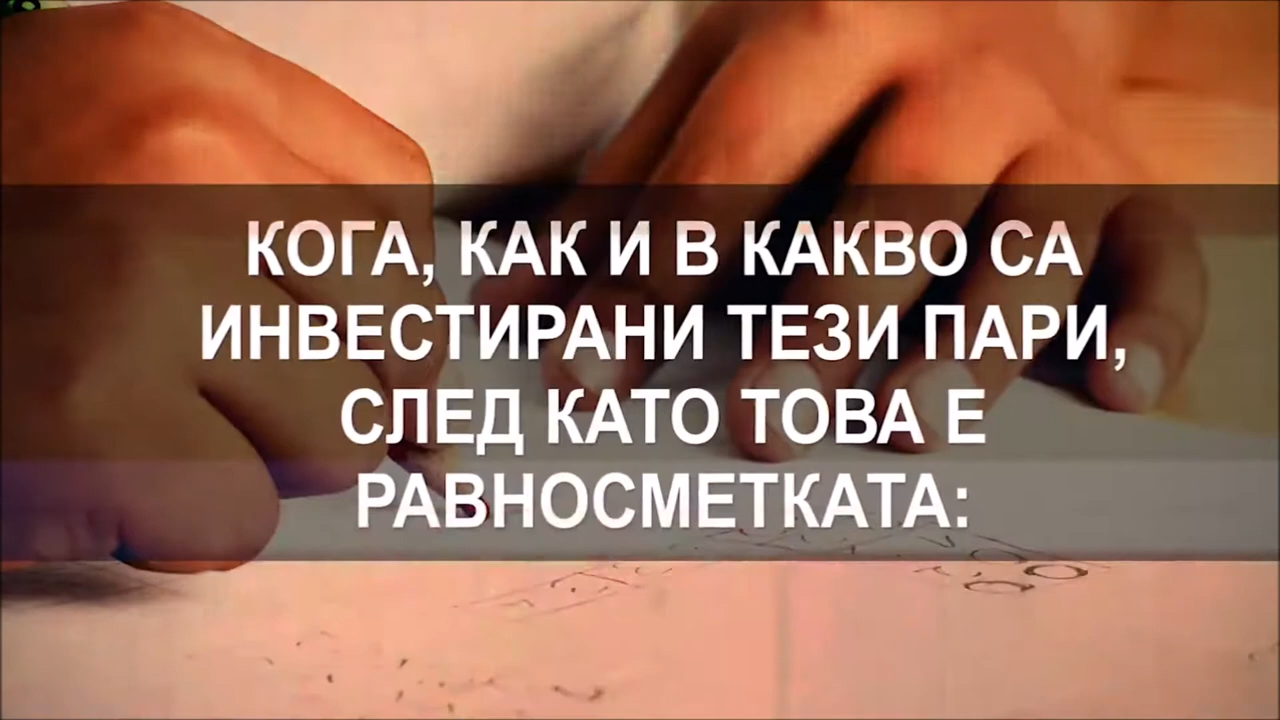 КОГА, КАК И В КАКВО СА
ИНВЕСТИРАНИ ТЕЗИ ПАРИ,
СЛЕД КАТО ТОВА Е
РАВНОСМЕТКАТА: